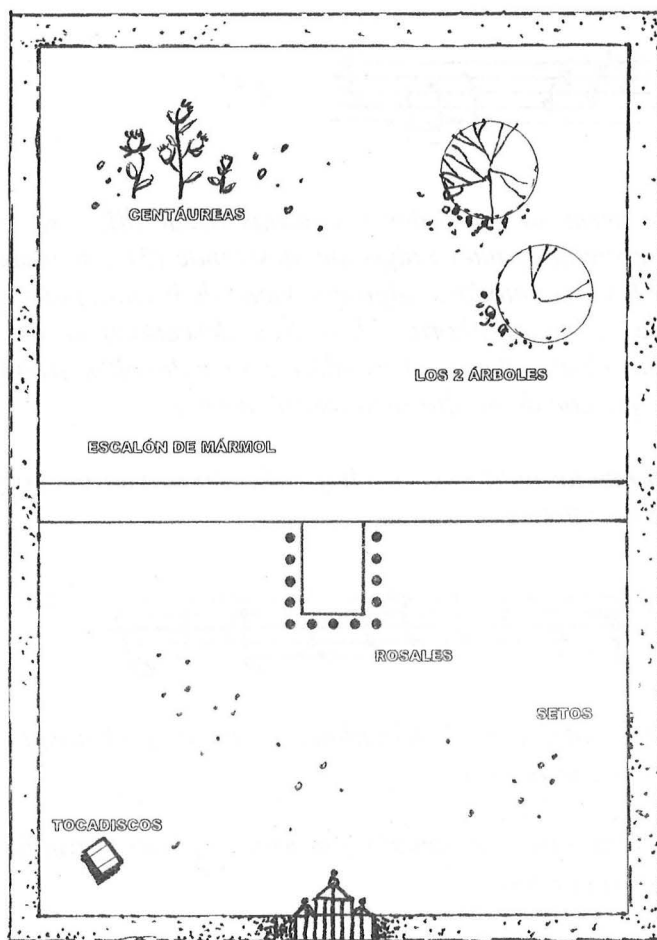 CENTÁUREAS
LOS 2 ÁRBOLES
ESCALÓN DE MÁRMOL
ROSALES
SETOS
TOCADISCOS